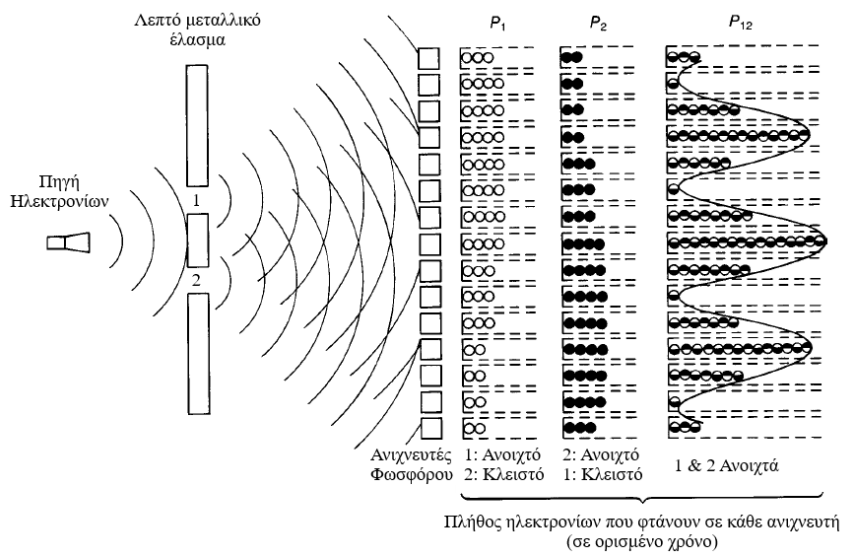 Λεπτό μεταλλικό
έλασμα
P₁
P₂
P₁₂
Πηγή
Ηλεκτρονίων
1
2
Ανιχνευτές
Φωσφόρου
1: Ανοιχτό
2: Κλειστό
2: Ανοιχτό
1: Κλειστό
1 & 2 Ανοιχτά
Πλήθος ηλεκτρονίων που φτάνουν σε κάθε ανιχνευτή
(σε ορισμένο χρόνο)